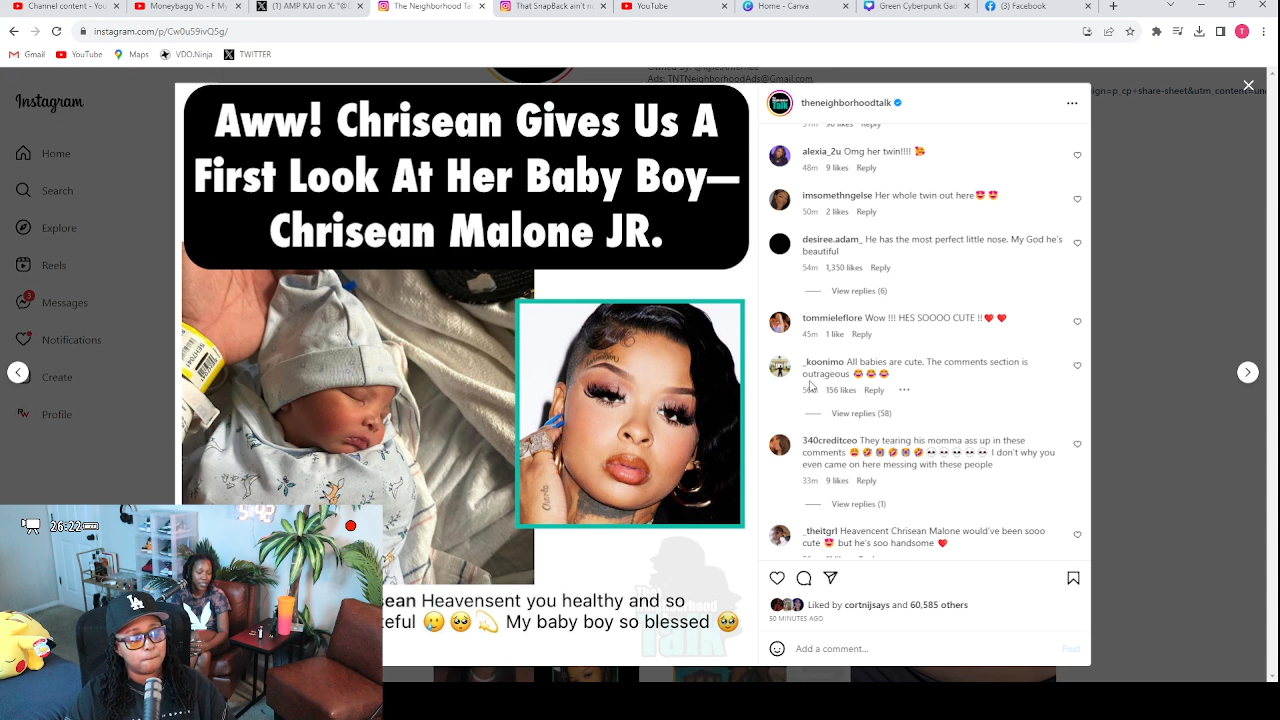 Channel content - You
Moneybagg Yo - F My
(1) AMP KAI on X: "@I
The Neighborhood Tal
That SnapBack ain't n
YouTube
Home - Canva
Green Cyberpunk Gad
(3) Facebook
instagram.com/p/Cw0u59ivQ5g/
T
Gmail
YouTube
Maps
VDO.Ninja
TWITTER
Ads: TNTNeighborhoodAds@Gmail.com
Instagram
Home
Search
Explore
Reels
3
Messages
Notifications
Create
Profile
Aww! Chrisean Gives Us A
First Look At Her Baby Boy—
Chrisean Malone JR.
ean Heavensent you healthy and so
eful My baby boy so blessed
The
Neighborhood
Talk
26:22
LA
theneighborhoodtalk
alexia_2u Omg her twin!!!! 🥰
48m 9 likes Reply
imsomethngelse Her whole twin out here😍 😍
50m 2 likes Reply
desiree.adam_ He has the most perfect little nose. My God he's
beautiful
54m 1,350 likes Reply
View replies (6)
tommieleflore Wow !!! HES SOOOO CUTE !!❤️ ❤️
45m 1 like Reply
_koonimo All babies are cute. The comments section is
outrageous 😂 😂 😂
156 likes Reply
View replies (58)
340creditceo They tearing his momma ass up in these
comments I don't why you
even came on here messing with these people
33m 9 likes Reply
View replies (1)
_theitgrl Heavencent Chrisean Malone would've been sooo
cute 😍 but he's soo handsome ❤️
Liked by cortnijsays and 60,585 others
50 MINUTES AGO
Add a comment...
Post